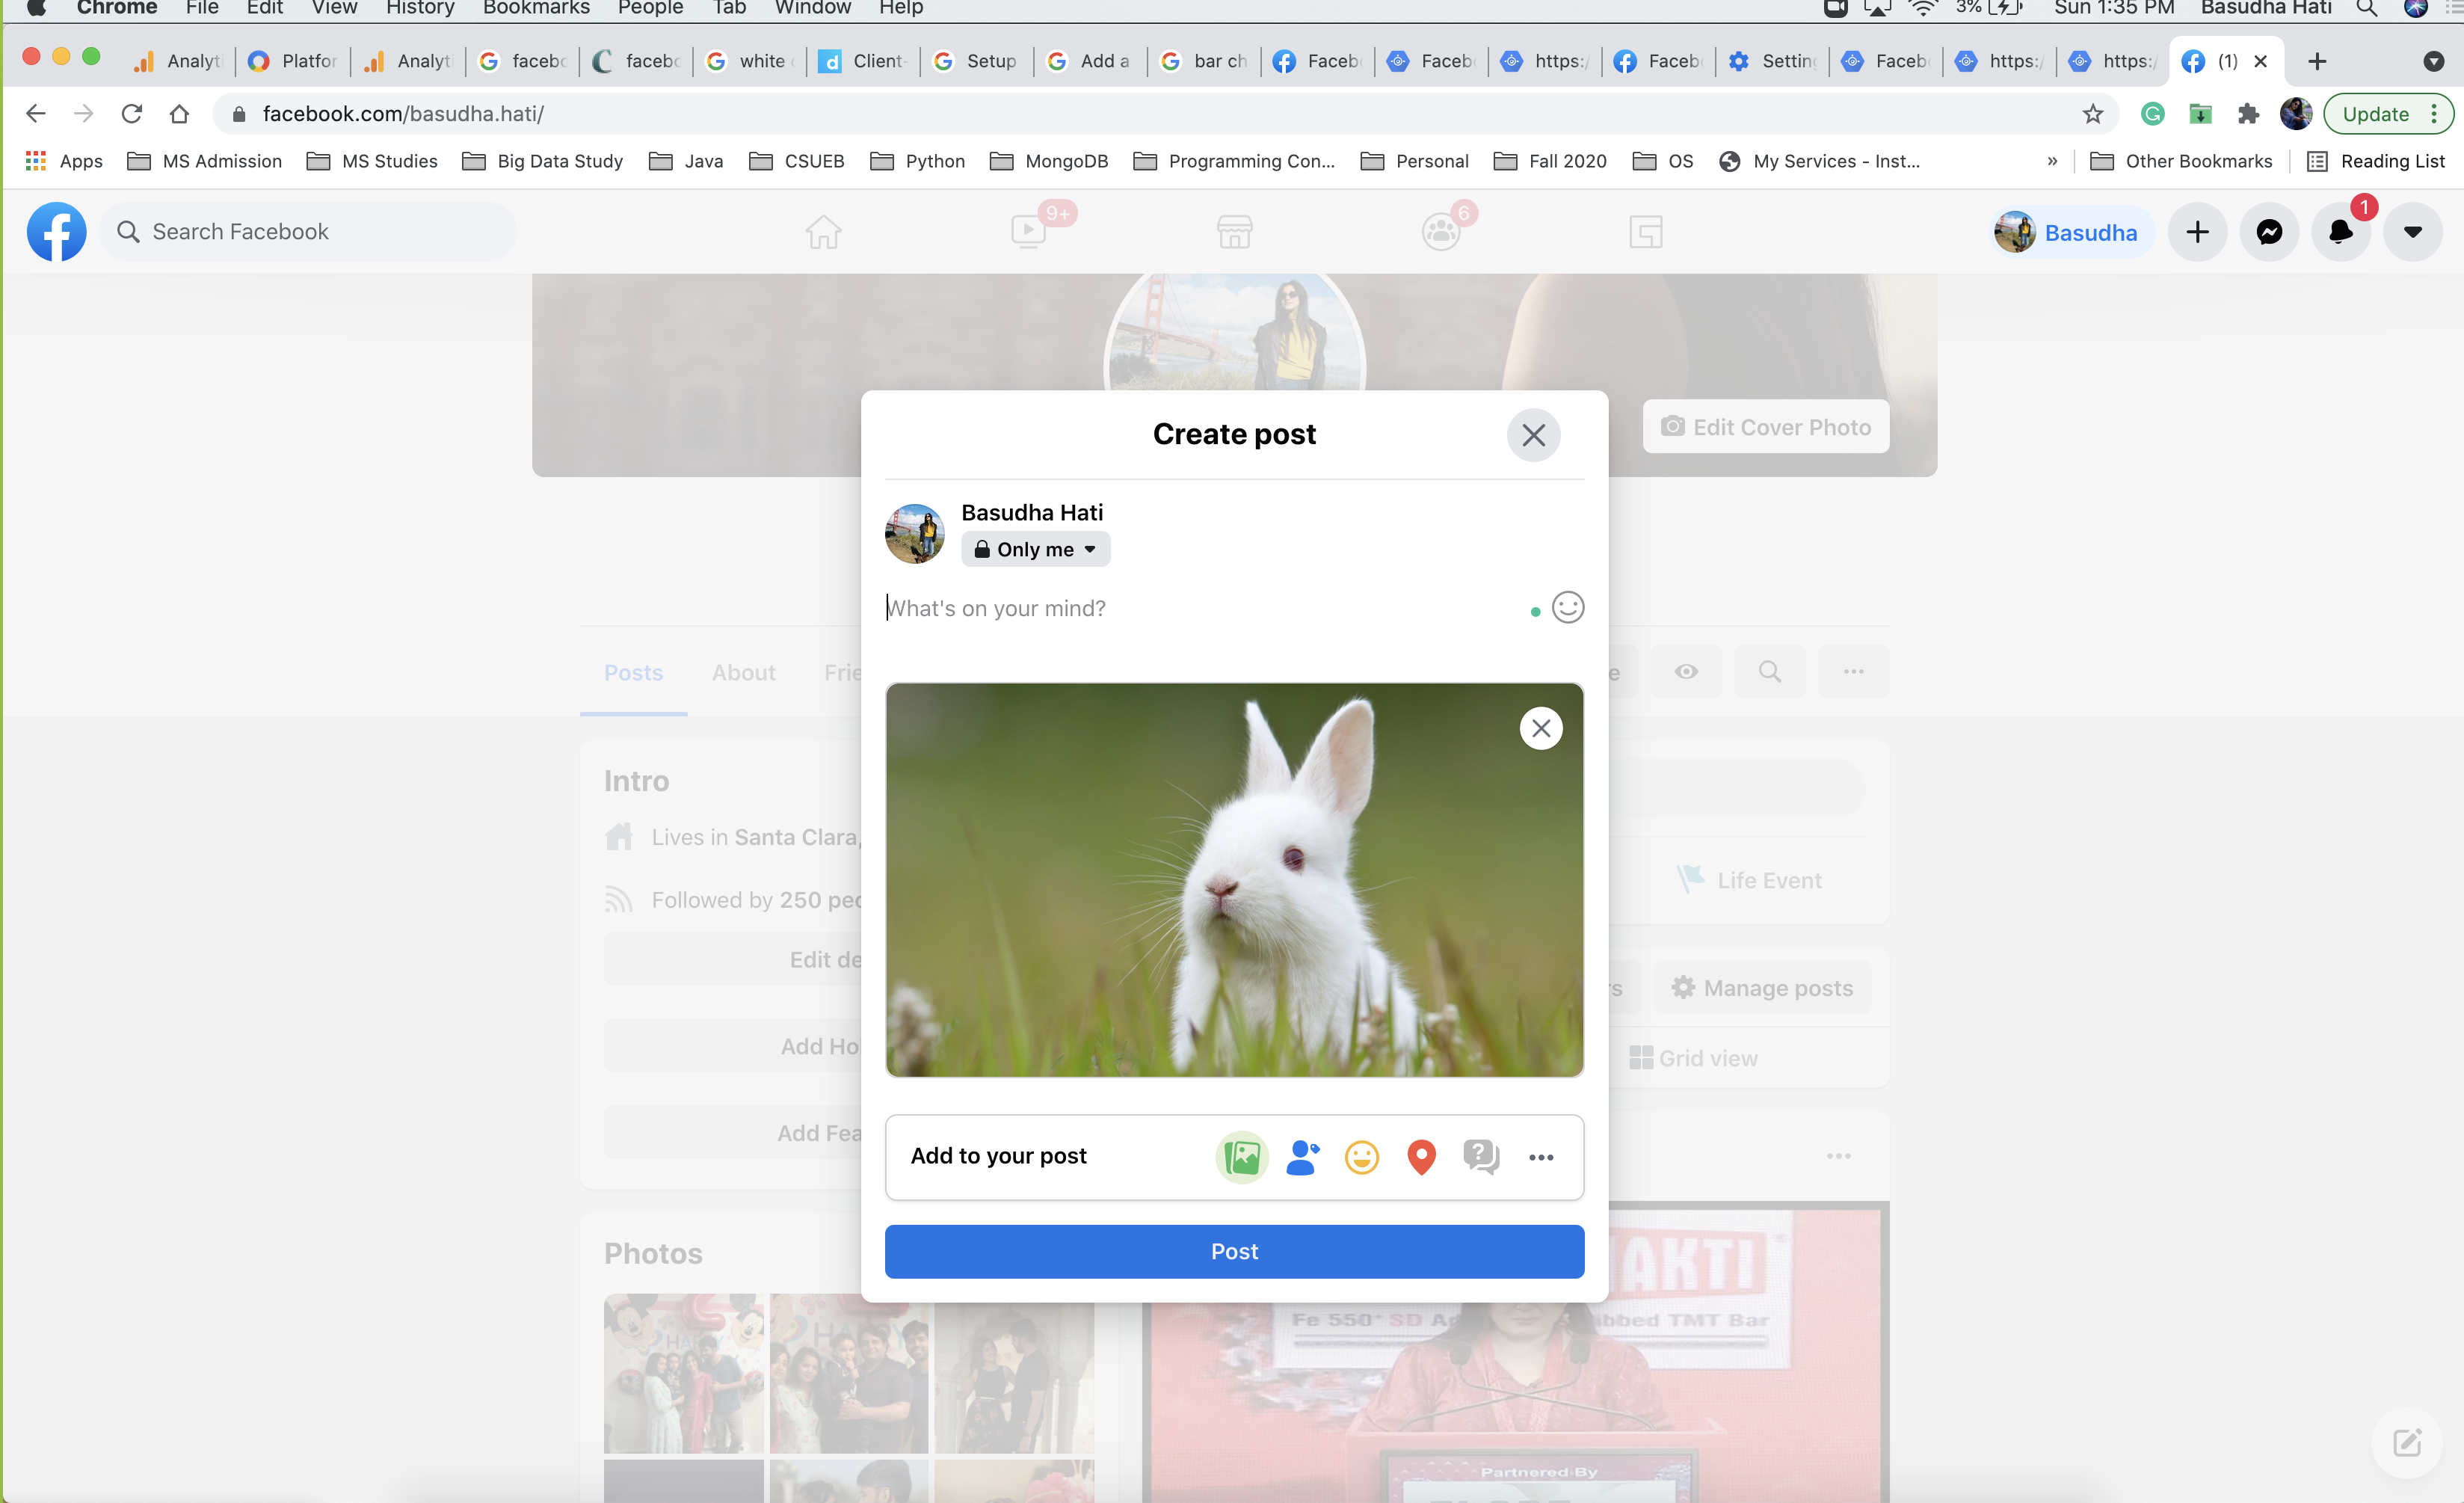 Chrome File Edit View History Bookmarks People Tab Window Help 3% Sun 1:35 PM Basudha Hati
Analyt Platfor Analyt facebo facebo white Client- Setup Add a bar ch Faceb Faceb https:/ Faceb Settin Faceb https:/ https:/ (1)
facebook.com/basudha.hati/ Update
Apps MS Admission MS Studies Big Data Study Java CSUEB Python MongoDB Programming Con... Personal Fall 2020 OS My Services - Inst... » Other Bookmarks Reading List
Search Facebook 9+ 6 Basudha 1
Edit Cover Photo
Create post
Basudha Hati
Only me
What's on your mind?
Posts About Frie e
Intro
Lives in Santa Clara,
Followed by 250 peo
Life Event
Edit de
rs Manage posts
Add Ho
Grid view
Add Fea
Add to your post
Post
Photos
AKTI
Fe 550+ SD ibbed TMT Bar
Partnered By